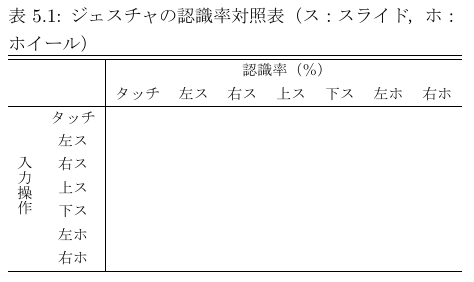 表 5.1: ジェスチャの認識率対照表（ス：スライド，ホ：
ホイール）
認識率（%）
タッチ 左ス 右ス 上ス 下ス 左ホ 右ホ
入力操作
タッチ
左ス
右ス
上ス
下ス
左ホ
右ホ